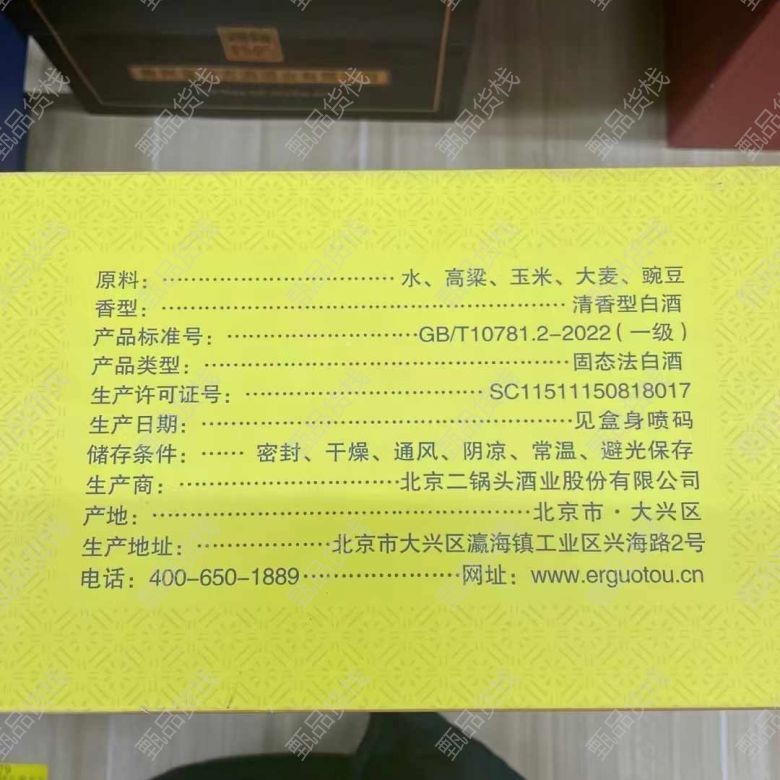 原料：水、高粱、玉米、大麦、豌豆
香型：清香型白酒
产品标准号：GB/T10781.2-2022（一级）
产品类型：固态法白酒
生产许可证号：SC11511150818017
生产日期：见盒身喷码
储存条件：密封、干燥、通风、阴凉、常温、避光保存
生产商：北京二锅头酒业股份有限公司
产地：北京市·大兴区
生产地址：北京市大兴区瀛海镇工业区兴海路2号
电话：400-650-1889 网址：www.erguotou.cn
甄品货栈